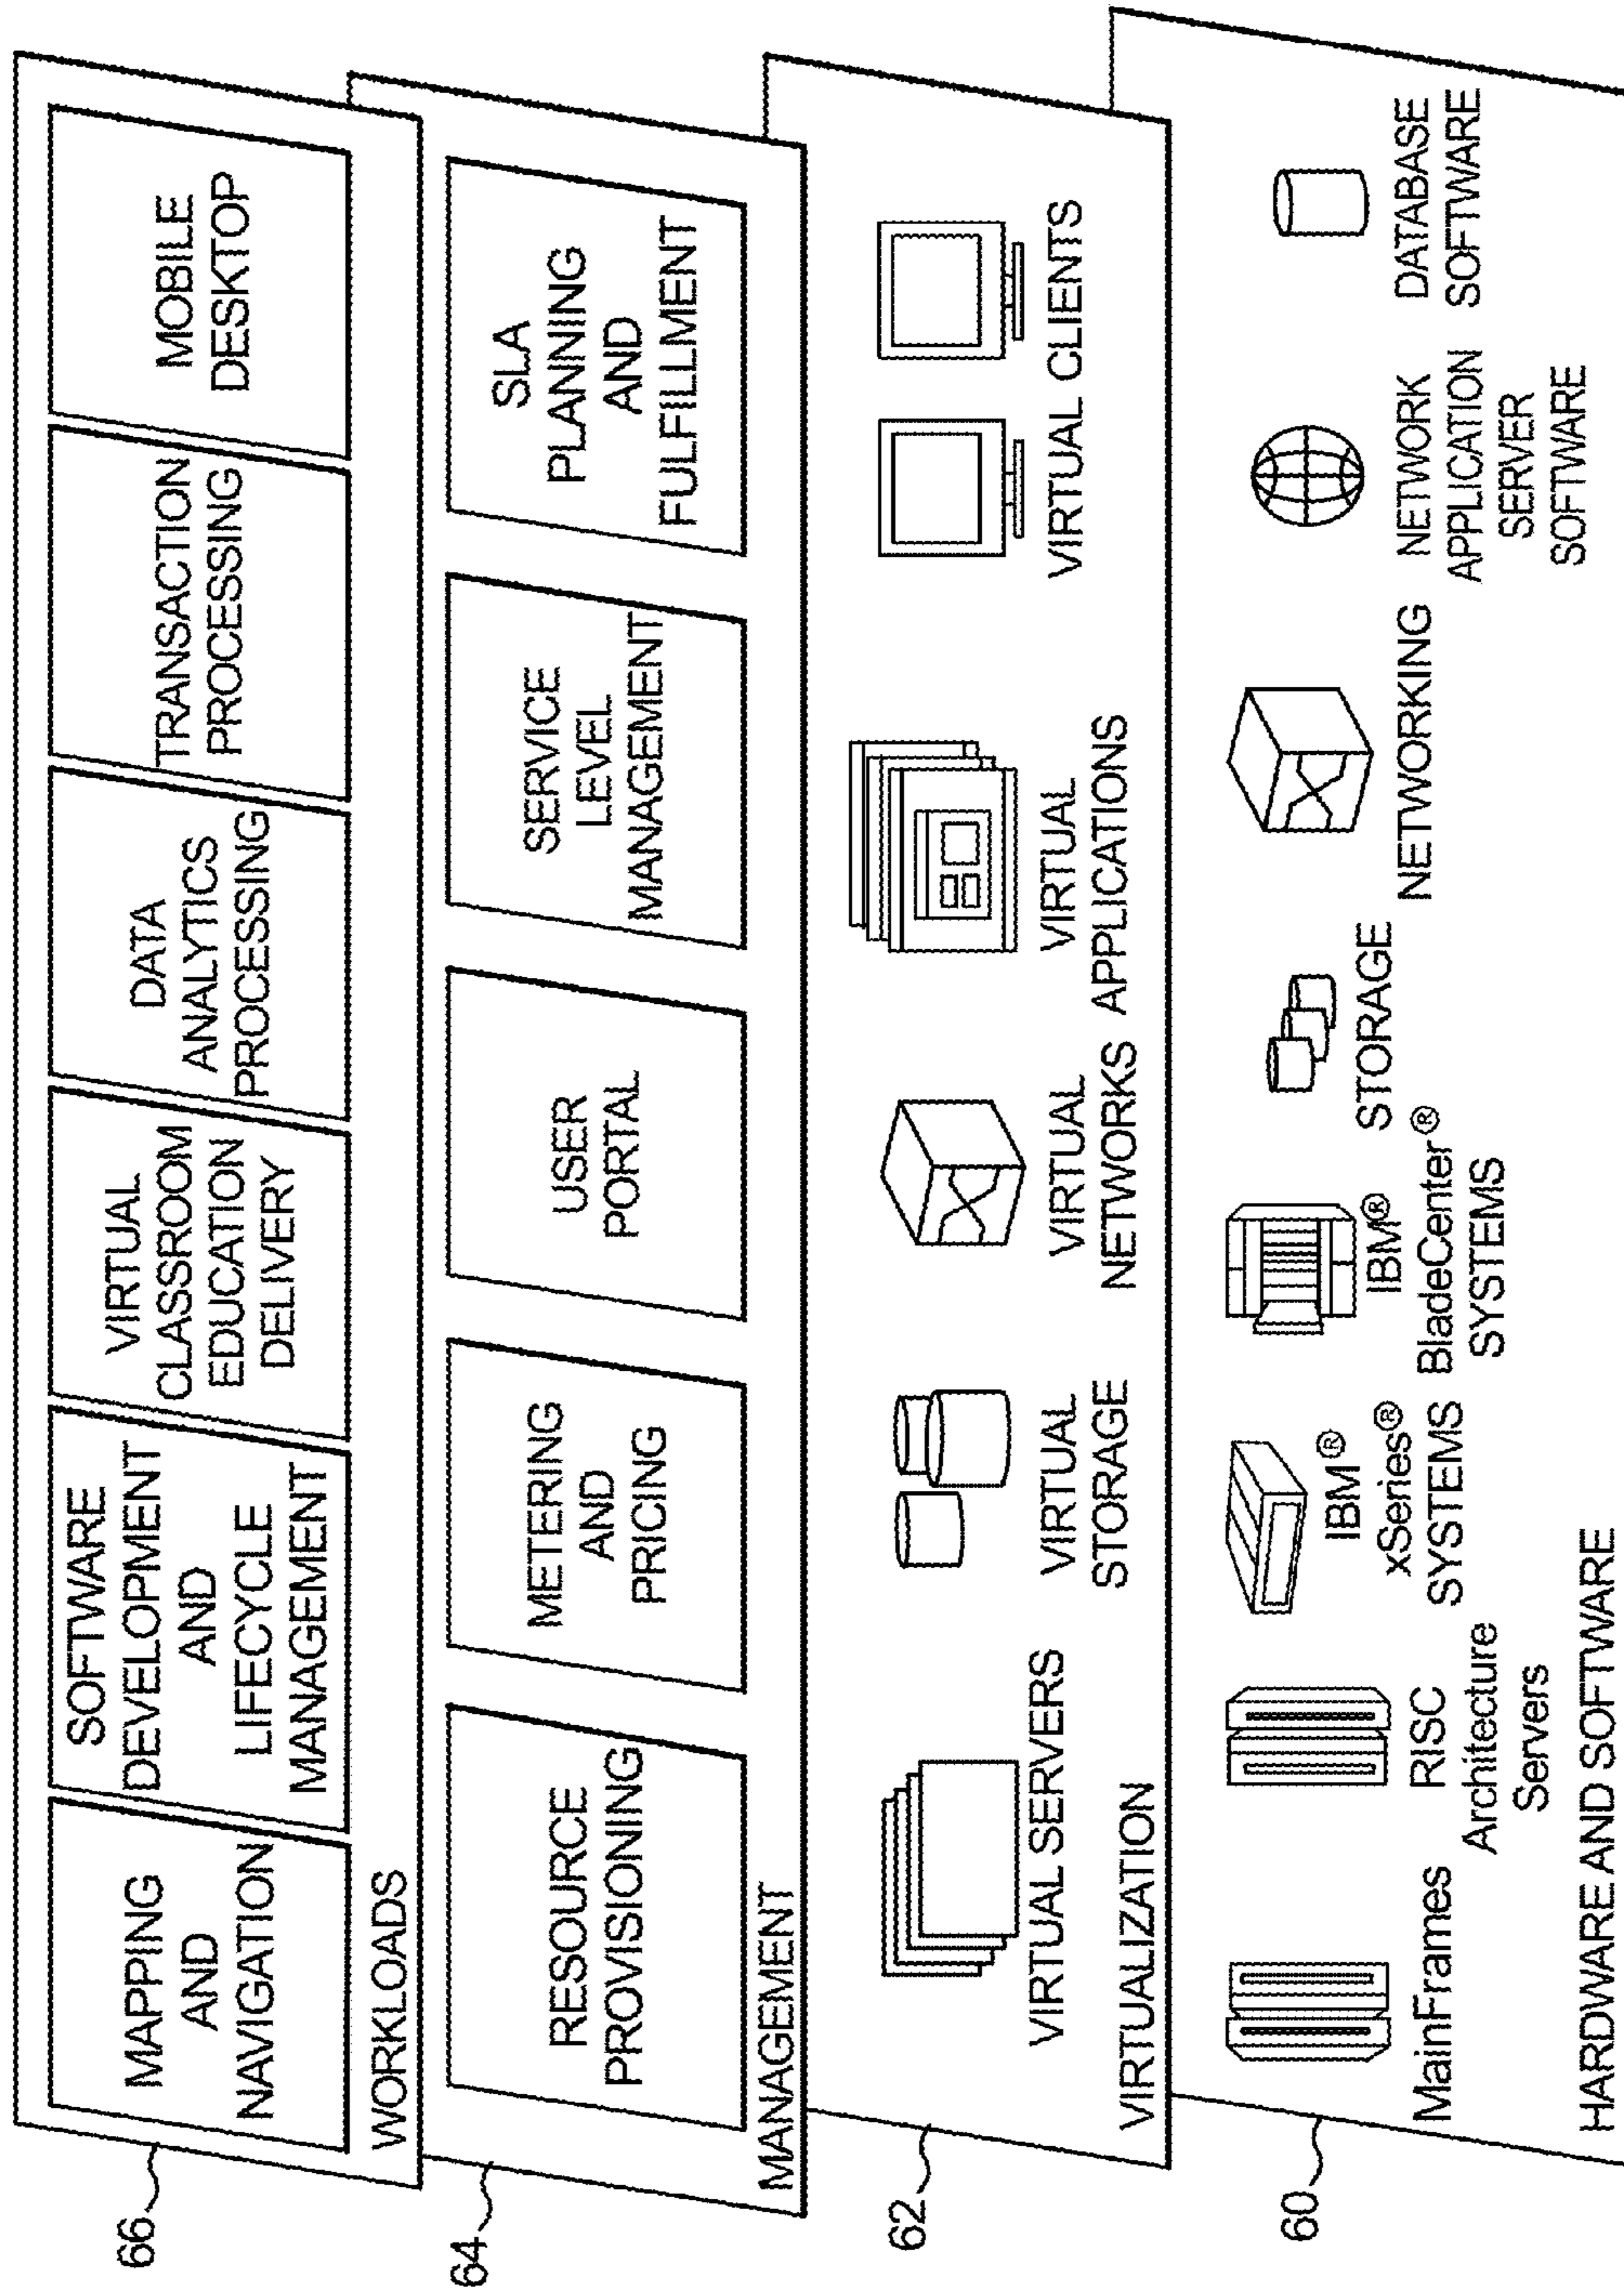 66
MAPPING
AND
NAVIGATION
SOFTWARE
DEVELOPMENT
AND
LIFECYCLE
MANAGEMENT
VIRTUAL
CLASSROOM
EDUCATION
DELIVERY
DATA
ANALYTICS
PROCESSING
TRANSACTION
PROCESSING
MOBILE
DESKTOP
WORKLOADS
64
RESOURCE
PROVISIONING
METERING
AND
PRICING
USER
PORTAL
SERVICE
LEVEL
MANAGEMENT
SLA
PLANNING
AND
FULFILLMENT
MANAGEMENT
62
VIRTUAL SERVERS
VIRTUAL
STORAGE
VIRTUAL
NETWORKS
VIRTUAL
APPLICATIONS
VIRTUAL CLIENTS
VIRTUALIZATION
60
MainFrames
RISC
Architecture
Servers
IBM®
xSeries®
SYSTEMS
IBM®
BladeCenter®
SYSTEMS
STORAGE
NETWORKING
NETWORK
APPLICATION
SERVER
SOFTWARE
DATABASE
SOFTWARE
HARDWARE AND SOFTWARE